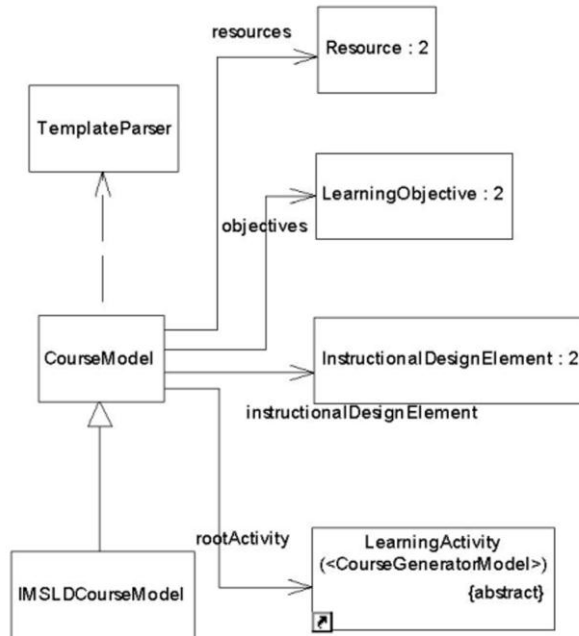 resources
Resource : 2
TemplateParser
LearningObjective : 2
objectives
CourseModel
InstructionalDesignElement : 2
instructionalDesignElement
rootActivity
LearningActivity
(<CourseGeneratorModel>)
{abstract}
IMSLDCourseModel